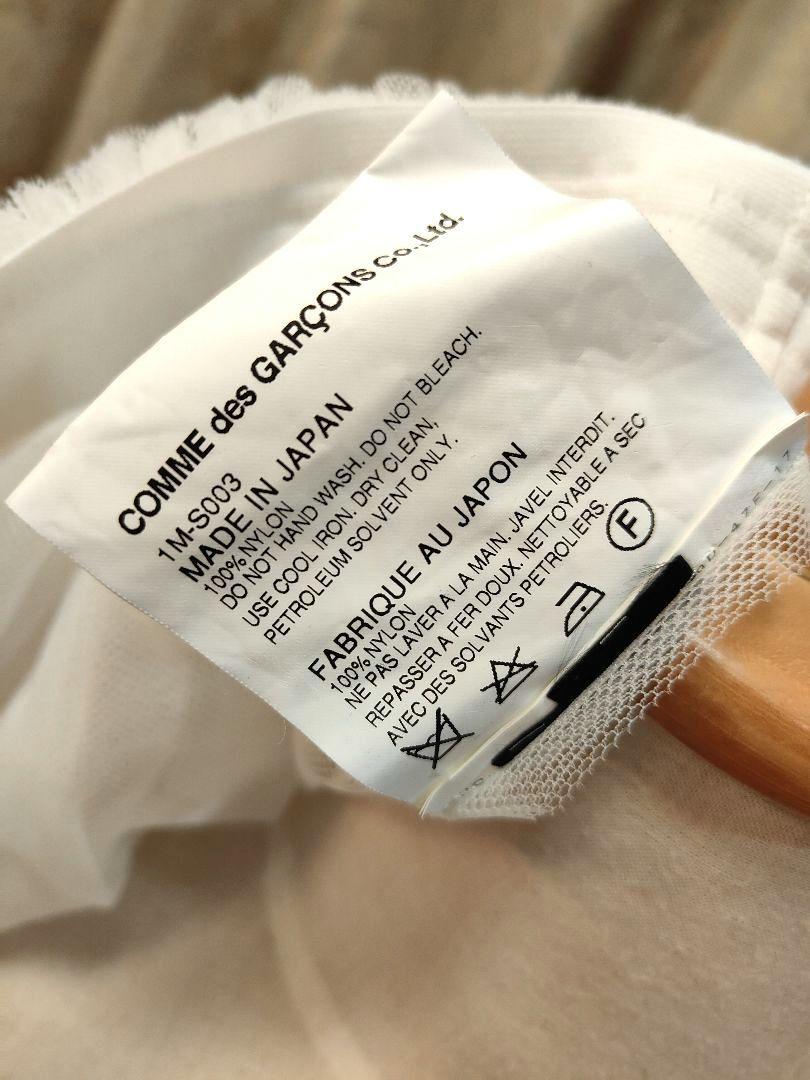 COMME des GARÇONS Co.,Ltd.
1M-S003
MADE IN JAPAN
100% NYLON
DO NOT HAND WASH. DO NOT BLEACH.
USE COOL IRON. DRY CLEAN,
PETROLEUM SOLVENT ONLY.
FABRIQUE AU JAPON
100% NYLON
NE PAS LAVER A LA MAIN. JAVEL INTERDIT.
REPASSER A FER DOUX. NETTOYABLE A SEC
AVEC DES SOLVANTS PETROLIERS.
F